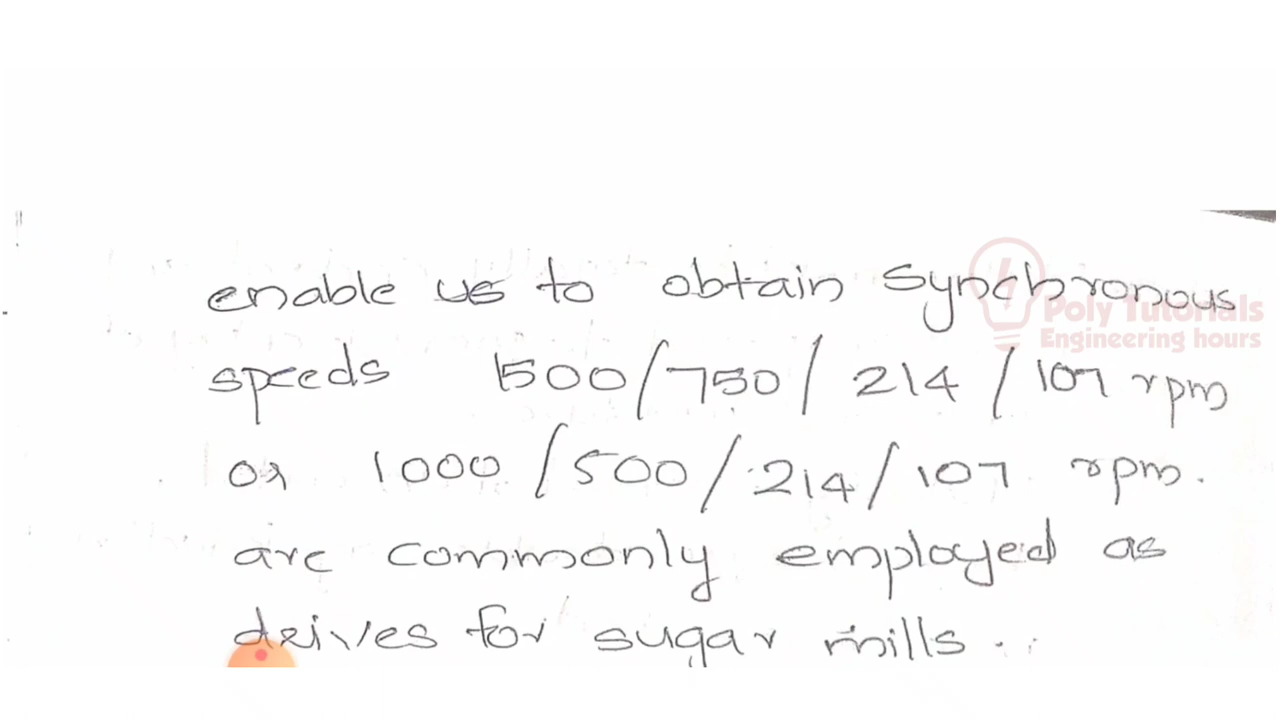 enable us to obtain Synchronous
speeds 1500/750/214/107 rpm
or 1000/500/214/107 rpm.
are commonly employed as
drives for sugar mills.
Poly Tutorials
Engineering hours